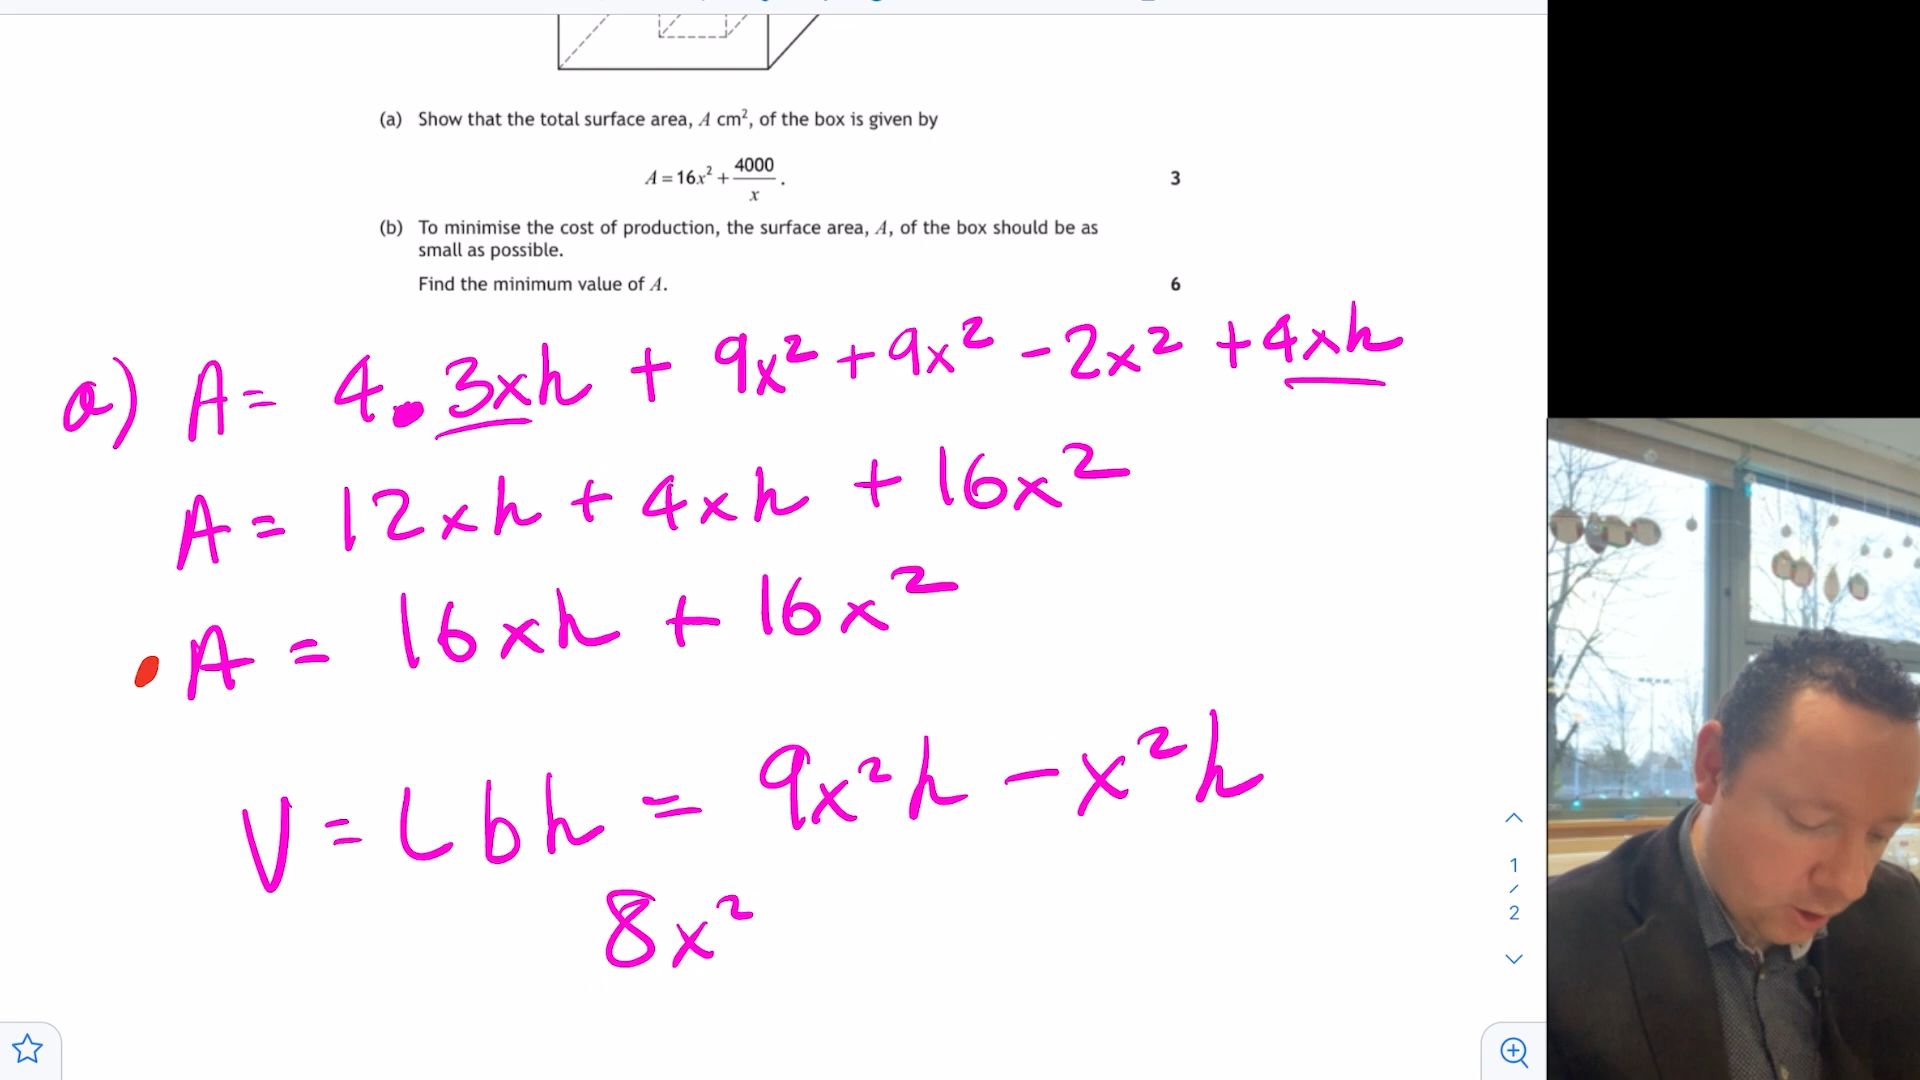 (a) Show that the total surface area, A cm², of the box is given by
A = 16x² + 4000/x . 3
(b) To minimise the cost of production, the surface area, A, of the box should be as
small as possible.
Find the minimum value of A. 6
a) A = 4.3xh + 9x² + 9x² - 2x² + 4xh
A = 12xh + 4xh + 16x²
A = 16xh + 16x²
V = Lbh = 9x²h - x²h
8x²
1
/
2